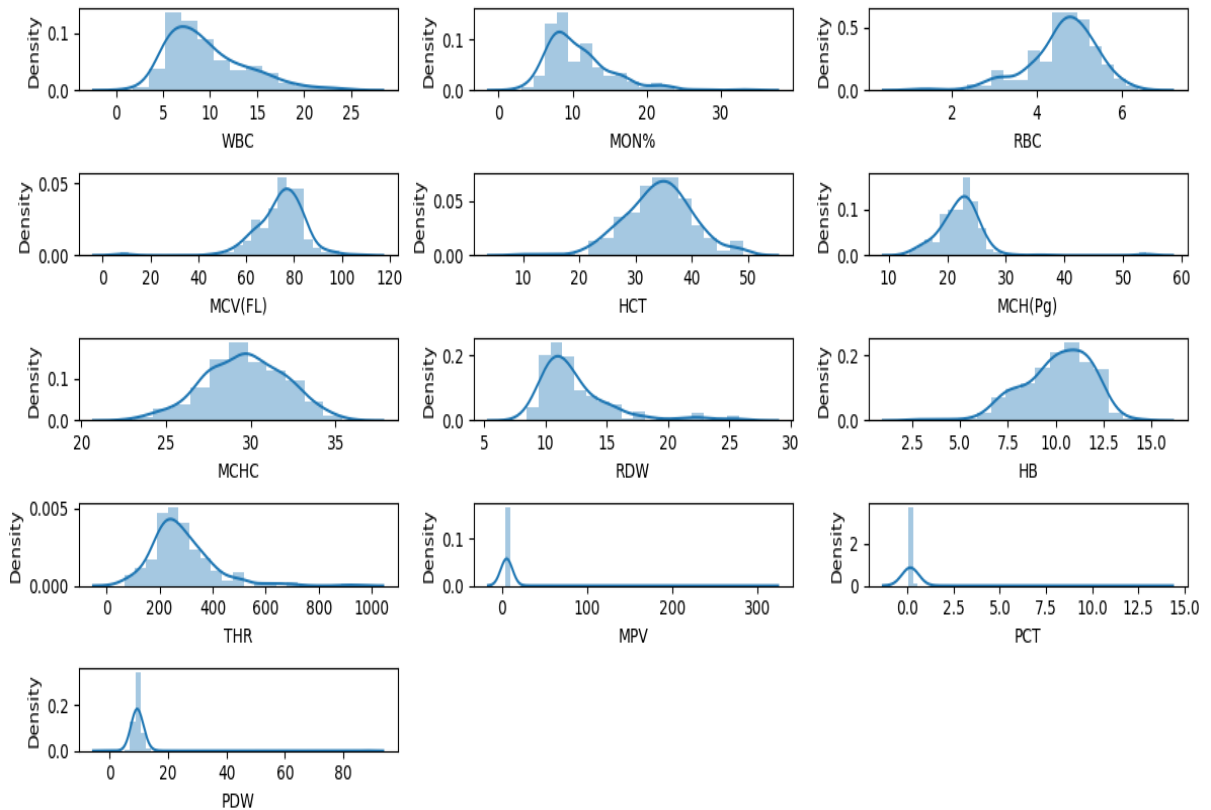 Density 0.1 0.0 0 5 10 15 20 25 WBC
Density 0.1 0.0 0 10 20 30 MON%
Density 0.5 0.0 2 4 6 RBC
Density 0.05 0.00 0 20 40 60 80 100 120 MCV(FL)
Density 0.05 0.00 10 20 30 40 50 HCT
Density 0.1 0.0 10 20 30 40 50 60 MCH(Pg)
Density 0.1 0.0 20 25 30 35 MCHC
Density 0.2 0.0 5 10 15 20 25 30 RDW
Density 0.2 0.0 2.5 5.0 7.5 10.0 12.5 15.0 HB
Density 0.005 0.000 0 200 400 600 800 1000 THR
Density 0.1 0.0 0 100 200 300 MPV
Density 2 0 0.0 2.5 5.0 7.5 10.0 12.5 15.0 PCT
Density 0.2 0.0 0 20 40 60 80 PDW